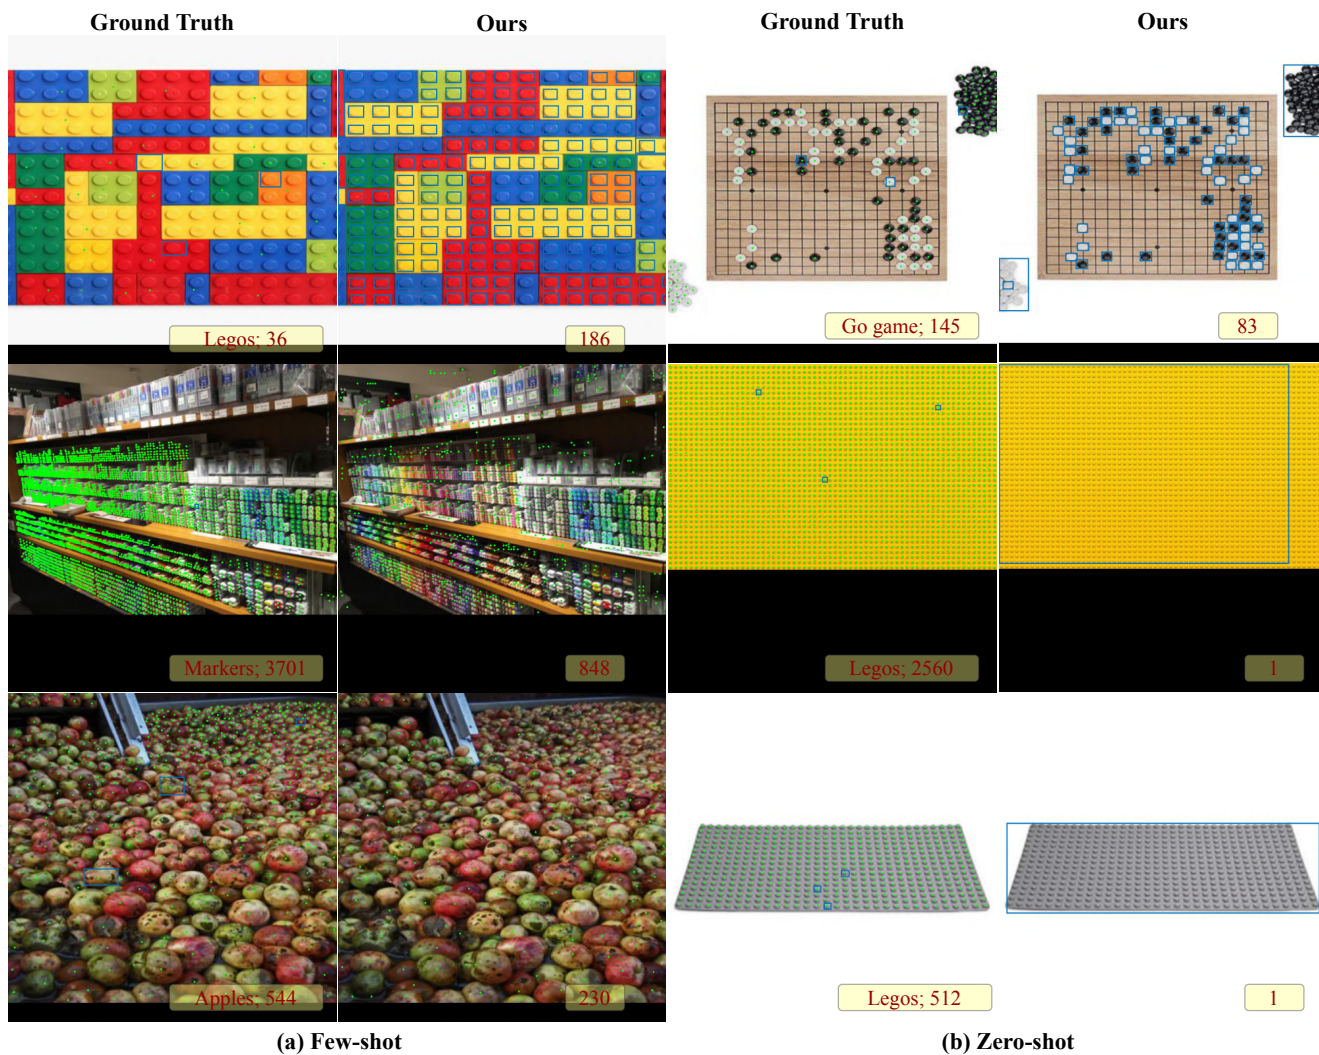 Ground Truth
Ours
Ground Truth
Ours
Legos; 36
186
Go game; 145
83
Markers; 3701
848
Legos; 2560
1
Apples; 544
230
Legos; 512
1
(a) Few-shot
(b) Zero-shot